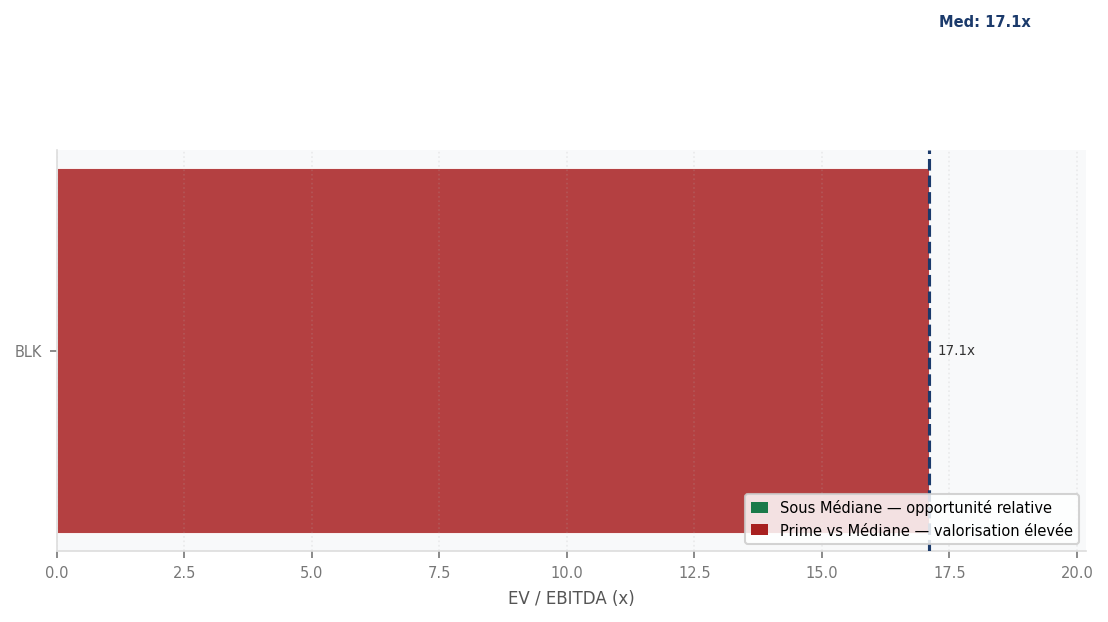 Med: 17.1x
BLK
17.1x
Sous Médiane — opportunité relative
Prime vs Médiane — valorisation élevée
0.0 2.5 5.0 7.5 10.0 12.5 15.0 17.5 20.0
EV / EBITDA (x)